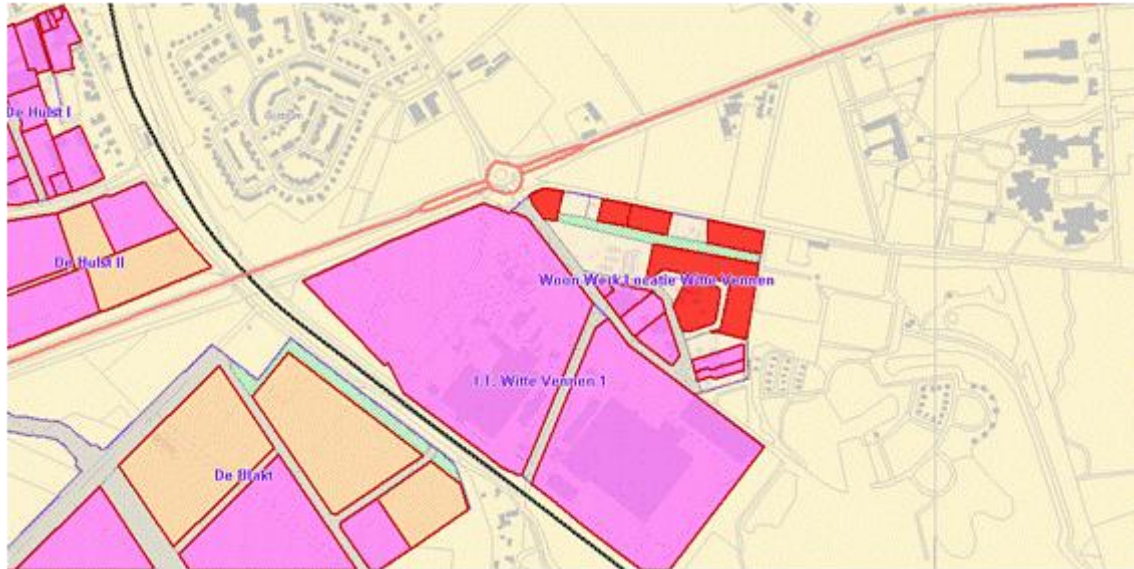 De Hulst I
De Hulst II
Woon Werk Locatie Witte Vennen
I.T. Witte Vennen 1
De Blakt